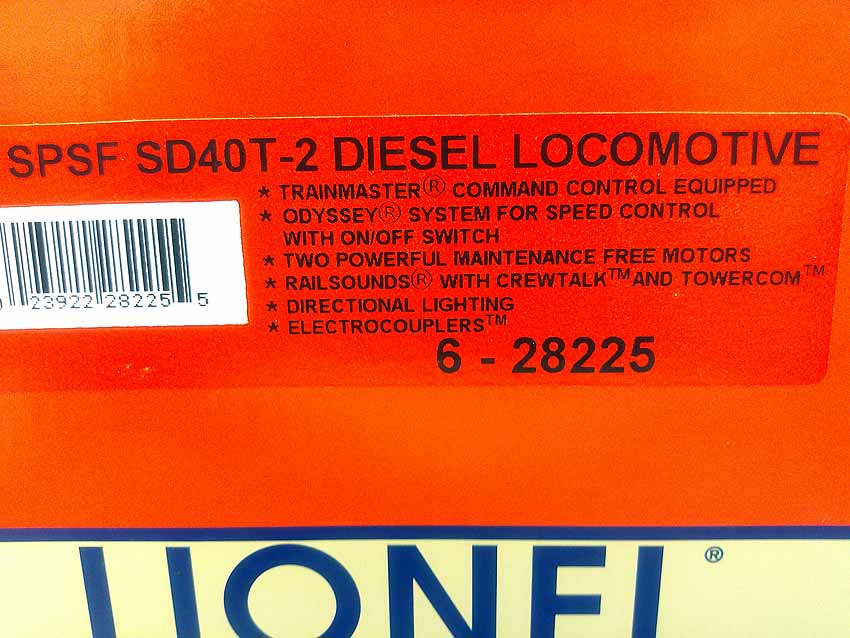 SPSF SD40T-2 DIESEL LOCOMOTIVE
* TRAINMASTER® COMMAND CONTROL EQUIPPED
* ODYSSEY® SYSTEM FOR SPEED CONTROL
WITH ON/OFF SWITCH
* TWO POWERFUL MAINTENANCE FREE MOTORS
* RAILSOUNDS® WITH CREWTALK™ AND TOWERCOM™
* DIRECTIONAL LIGHTING
* ELECTROCOUPLERS™
6 - 28225
23922 28225 5
LIONEL®